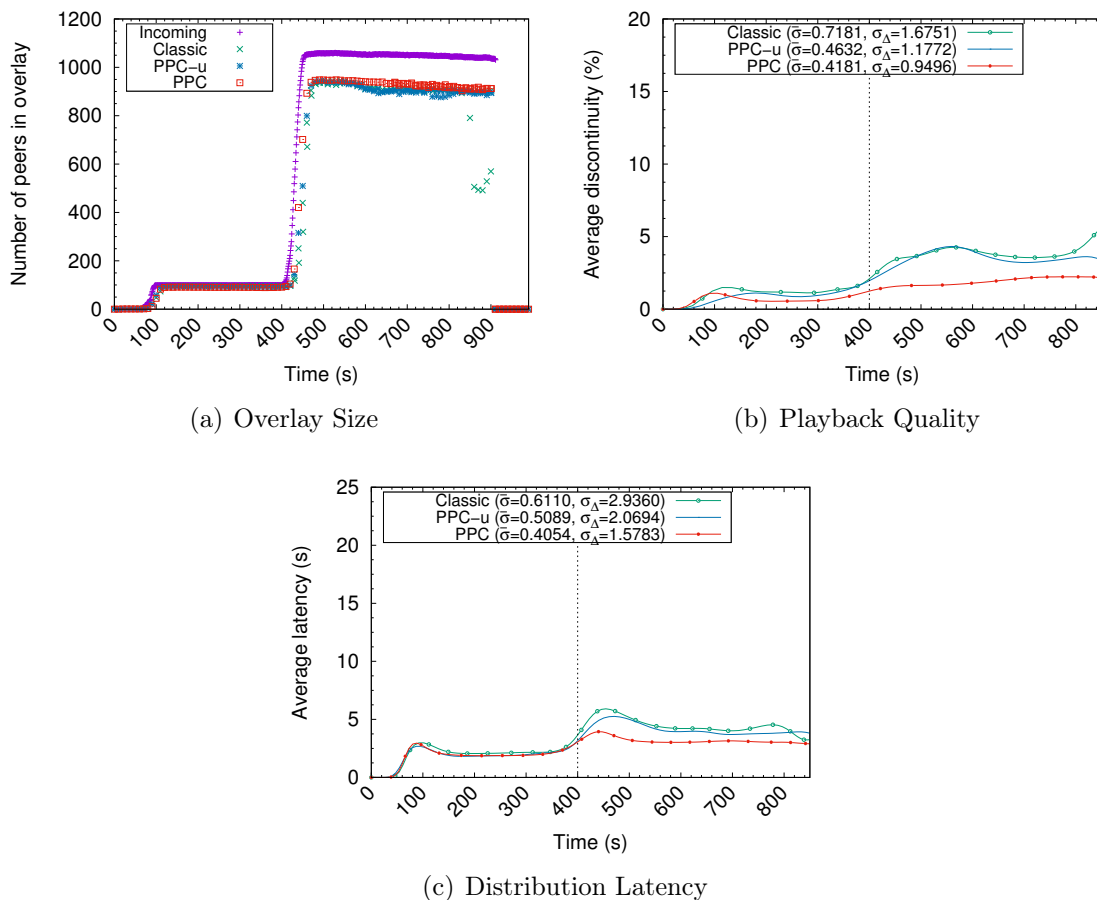 Incoming
Classic
PPC-u
PPC
Number of peers in overlay
1200
1000
800
600
400
200
0
0 100 200 300 400 500 600 700 800 900
Time (s)
(a) Overlay Size
Classic (σ̄=0.7181, σΔ=1.6751)
PPC-u (σ̄=0.4632, σΔ=1.1772)
PPC (σ̄=0.4181, σΔ=0.9496)
Average discontinuity (%)
20
15
10
5
0
0 100 200 300 400 500 600 700 800
Time (s)
(b) Playback Quality
Classic (σ̄=0.6110, σΔ=2.9360)
PPC-u (σ̄=0.5089, σΔ=2.0694)
PPC (σ̄=0.4054, σΔ=1.5783)
Average latency (s)
25
20
15
10
5
0
0 100 200 300 400 500 600 700 800
Time (s)
(c) Distribution Latency